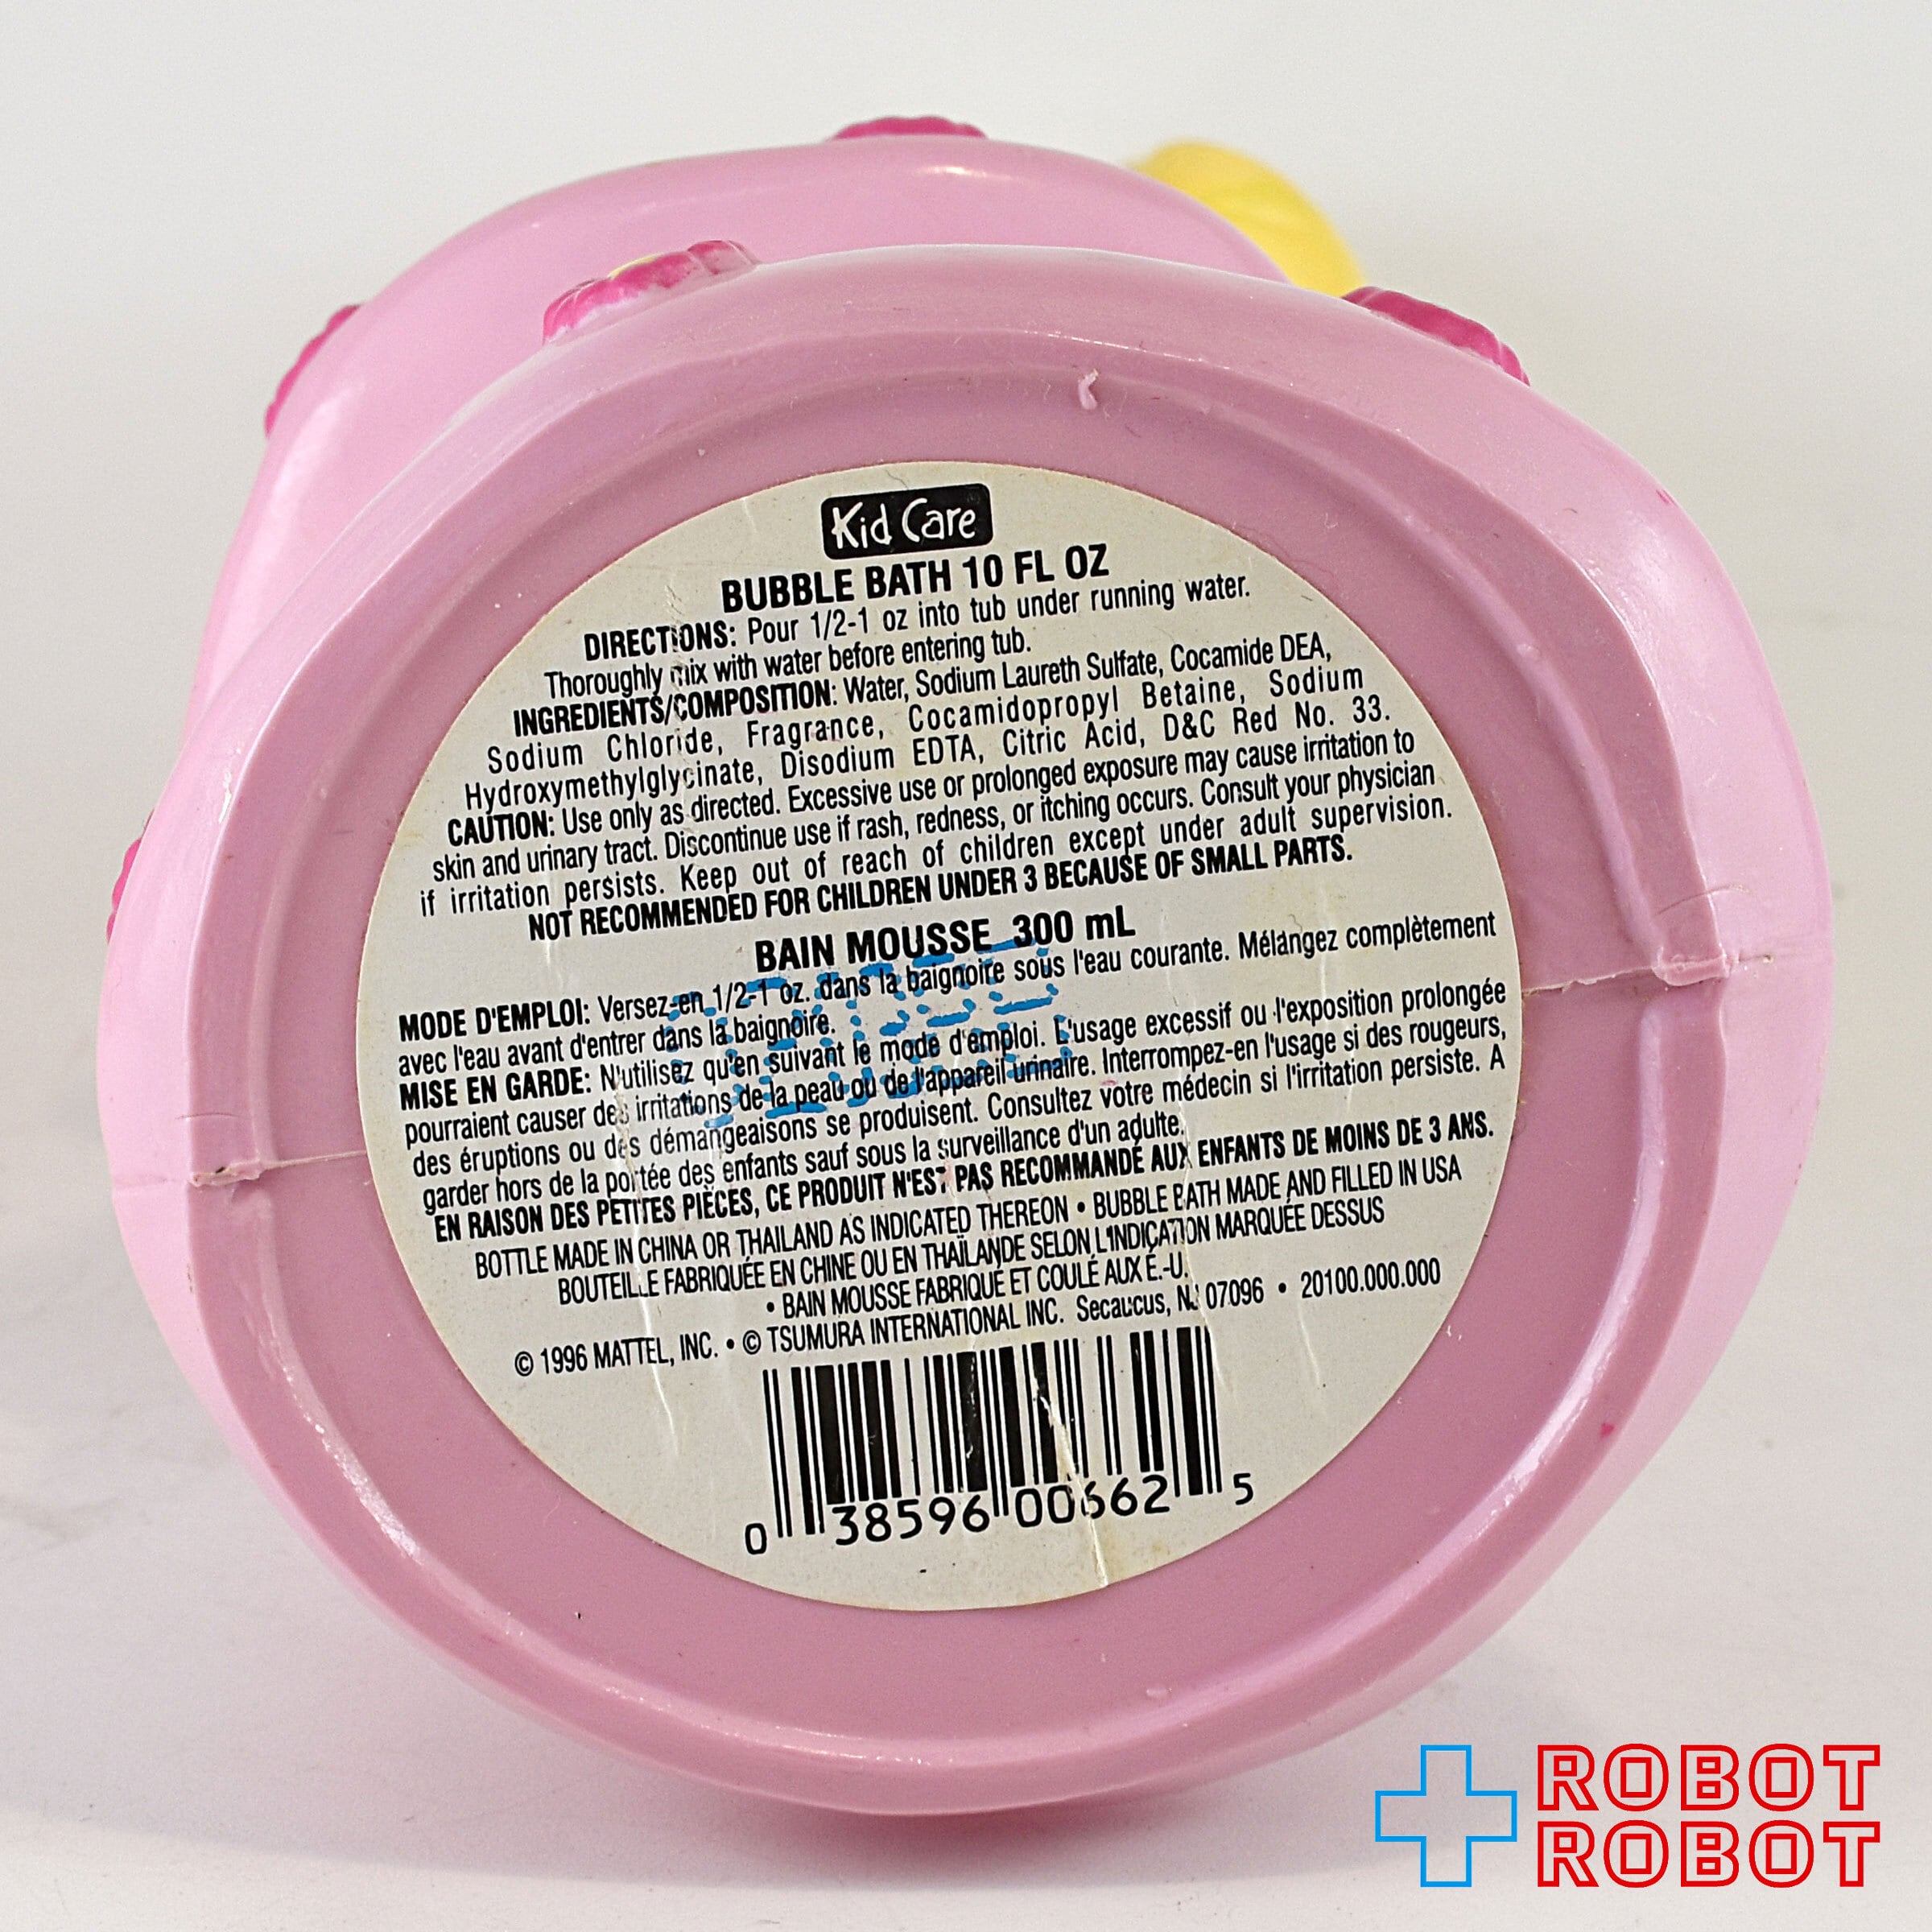 Kid Care
BUBBLE BATH 10 FL OZ
DIRECTIONS: Pour 1/2-1 oz into tub under running water.
Thoroughly mix with water before entering tub.
INGREDIENTS/COMPOSITION: Water, Sodium Laureth Sulfate, Cocamide DEA,
Sodium Chloride, Fragrance, Cocamidopropyl Betaine, Sodium
Hydroxymethylglycinate, Disodium EDTA, Citric Acid, D&C Red No. 33.
CAUTION: Use only as directed. Excessive use or prolonged exposure may cause irritation to
skin and urinary tract. Discontinue use if rash, redness, or itching occurs. Consult your physician
if irritation persists. Keep out of reach of children except under adult supervision.
NOT RECOMMENDED FOR CHILDREN UNDER 3 BECAUSE OF SMALL PARTS.
BAIN MOUSSE 300 mL
MODE D'EMPLOI: Versez-en 1/2-1 oz. dans la baignoire sous l'eau courante. Mélangez complètement
avec l'eau avant d'entrer dans la baignoire.
MISE EN GARDE: N'utilisez qu'en suivant le mode d'emploi. L'usage excessif ou l'exposition prolongée
pourraient causer des irritations de la peau ou de l'appareil urinaire. Interrompez-en l'usage si des rougeurs,
des éruptions ou des démangeaisons se produisent. Consultez votre médecin si l'irritation persiste. A
garder hors de la portée des enfants sauf sous la surveillance d'un adulte.
EN RAISON DES PETITES PIÈCES, CE PRODUIT N'EST PAS RECOMMANDÉ AUX ENFANTS DE MOINS DE 3 ANS.
BOTTLE MADE IN CHINA OR THAILAND AS INDICATED THEREON • BUBBLE BATH MADE AND FILLED IN USA
BOUTEILLE FABRIQUÉE EN CHINE OU EN THAÏLANDE SELON L'INDICATION MARQUÉE DESSUS
• BAIN MOUSSE FABRIQUÉ ET COULÉ AUX É.-U.
© 1996 MATTEL, INC. • © TSUMURA INTERNATIONAL INC. Secaucus, NJ 07096 • 20100.000.000
0 38596 00662 5
ROBOT
ROBOT